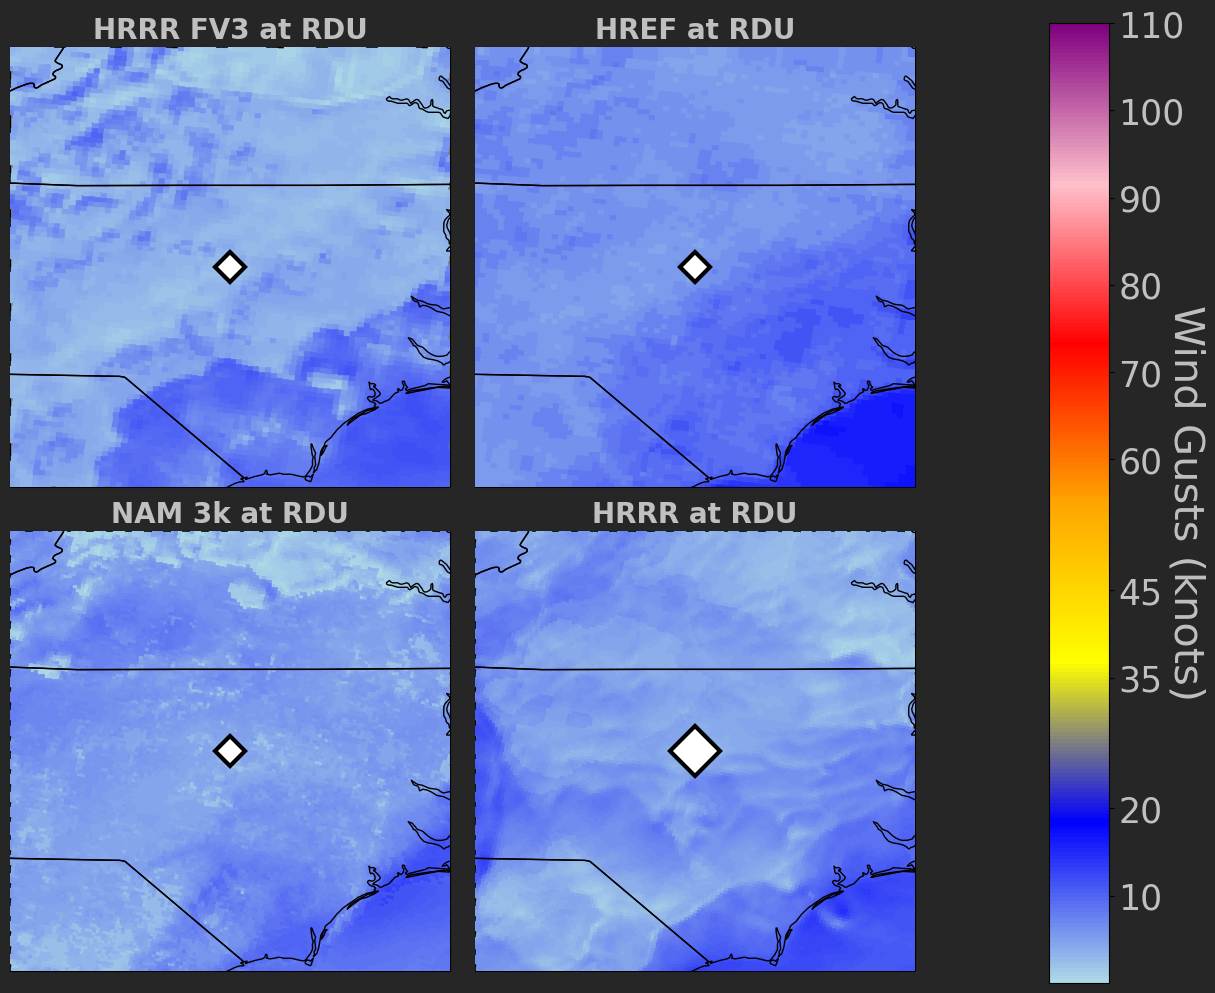 HRRR FV3 at RDU
HREF at RDU
NAM 3k at RDU
HRRR at RDU
110
100
90
80
70
60
45
35
20
10
Wind Gusts (knots)